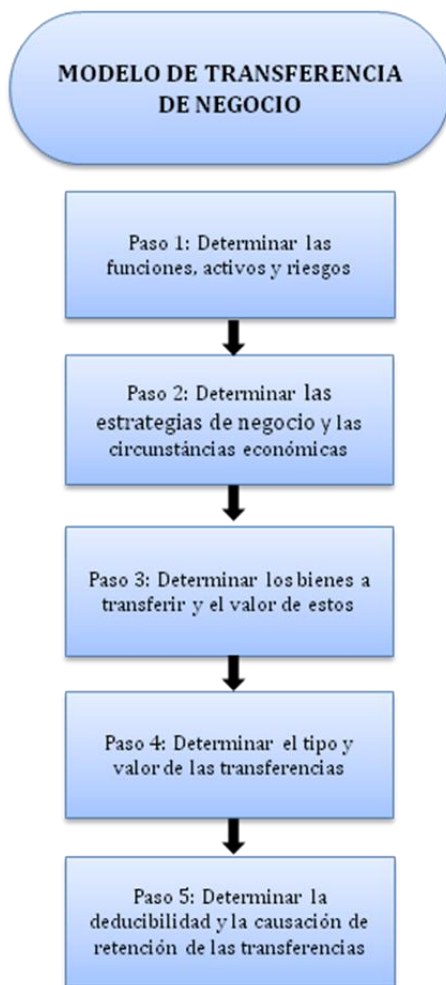 MODELO DE TRANSFERENCIA
DE NEGOCIO
Paso 1: Determinar las
funciones, activos y riesgos
Paso 2: Determinar las
estrategias de negocio y las
circunstáncias económicas
Paso 3: Determinar los bienes a
transferir y el valor de estos
Paso 4: Determinar el tipo y
valor de las transferencias
Paso 5: Determinar la
deducibilidad y la causación de
retención de las transferencias